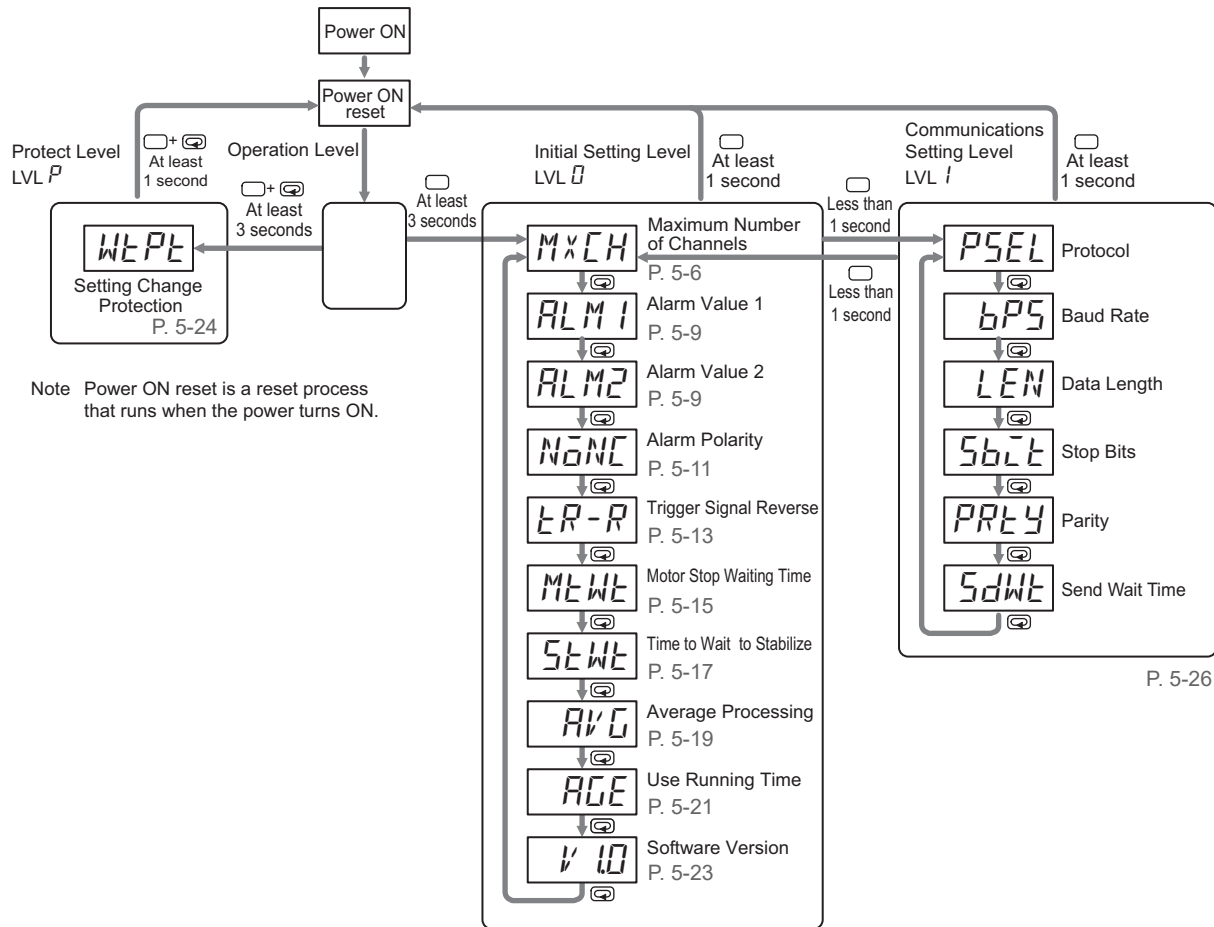 Power ON
Power ON
reset
Protect Level
LVL P
+
At least
1 second
Operation Level
+
At least
3 seconds
At least
3 seconds
WtPt
Setting Change
Protection
P. 5-24
Note Power ON reset is a reset process
that runs when the power turns ON.
Initial Setting Level
LVL 0
At least
1 second
MXCH
Maximum Number
of Channels
P. 5-6
ALM1
Alarm Value 1
P. 5-9
ALM2
Alarm Value 2
P. 5-9
NoNC
Alarm Polarity
P. 5-11
tR-R
Trigger Signal Reverse
P. 5-13
MtWt
Motor Stop Waiting Time
P. 5-15
StWt
Time to Wait to Stabilize
P. 5-17
AVG
Average Processing
P. 5-19
AGE
Use Running Time
P. 5-21
V 1.0
Software Version
P. 5-23
Less than
1 second
Less than
1 second
Communications
Setting Level
LVL 1
At least
1 second
PSEL
Protocol
bPS
Baud Rate
LEN
Data Length
Sbit
Stop Bits
PRtY
Parity
SdWt
Send Wait Time
P. 5-26